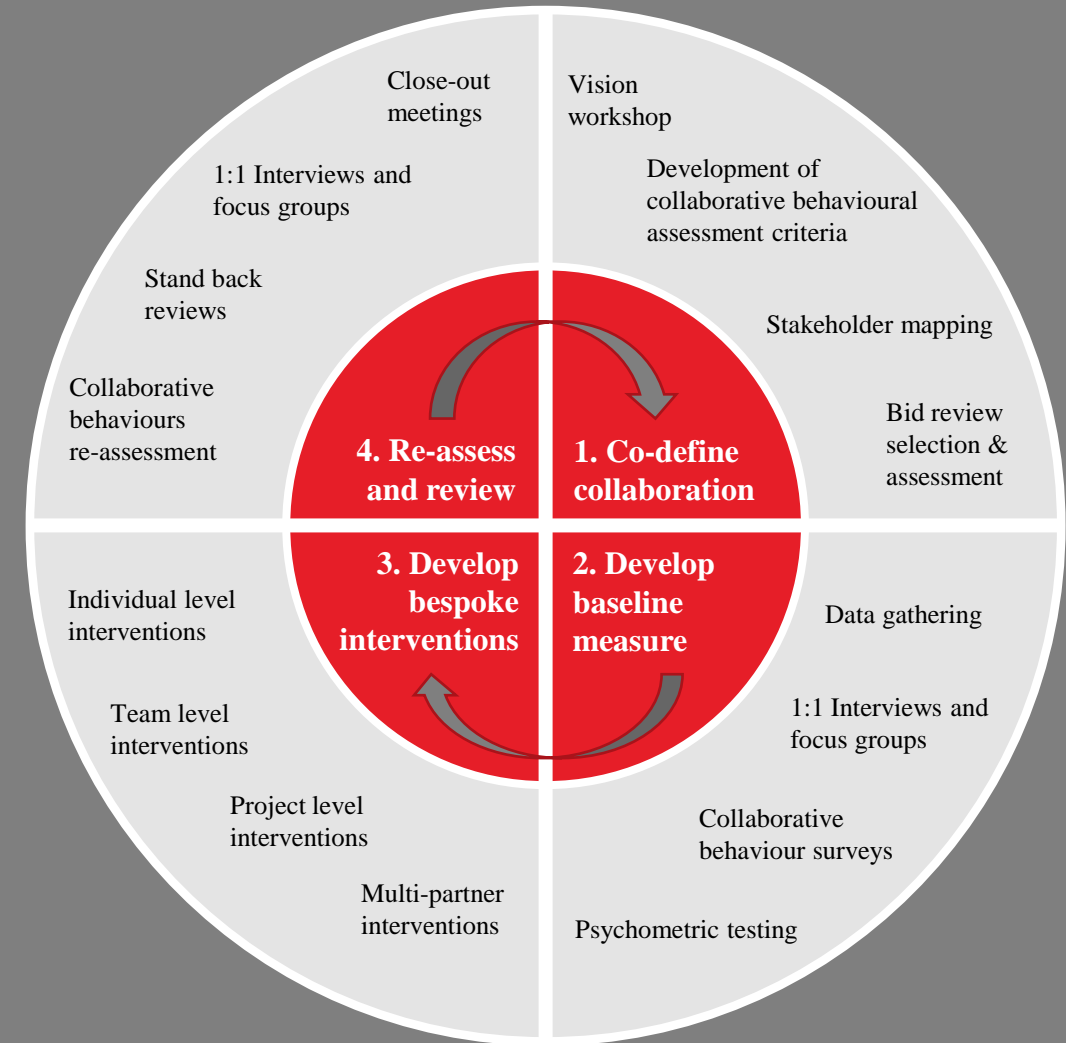 Close-out
meetings
1:1 Interviews and
focus groups
Stand back
reviews
Collaborative
behaviours
re-assessment
4. Re-assess
and review
Vision
workshop
Development of
collaborative behavioural
assessment criteria
Stakeholder mapping
Bid review
selection &
assessment
1. Co-define
collaboration
3. Develop
bespoke
interventions
Individual level
interventions
Team level
interventions
Project level
interventions
Multi-partner
interventions
2. Develop
baseline
measure
Data gathering
1:1 Interviews and
focus groups
Collaborative
behaviour surveys
Psychometric testing